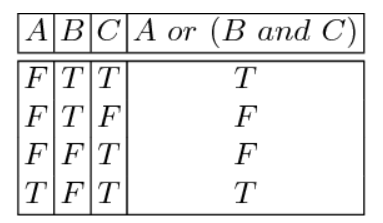 A B C A or (B and C)
F T T T
F T F F
F F T F
T F T T